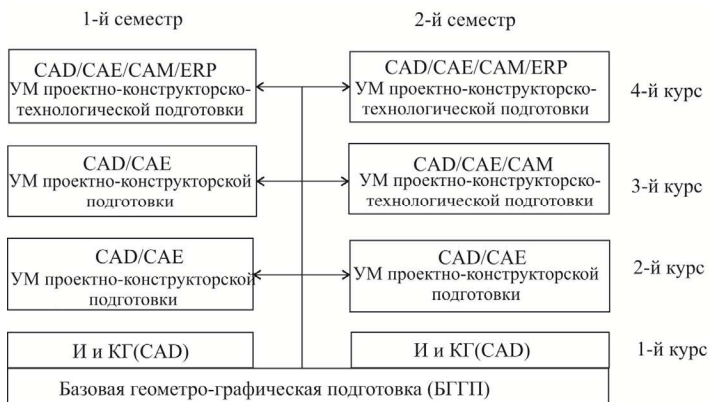 1-й семестр
2-й семестр
CAD/CAE/CAM/ERP
УМ проектно-конструкторско-
технологической подготовки
CAD/CAE/CAM/ERP
УМ проектно-конструкторско-
технологической подготовки
4-й курс
CAD/CAE
УМ проектно-конструкторской
подготовки
CAD/CAE/CAM
УМ проектно-конструкторско-
технологической подготовки
3-й курс
CAD/CAE
УМ проектно-конструкторской
подготовки
CAD/CAE
УМ проектно-конструкторской
подготовки
2-й курс
И и КГ(CAD)
И и КГ(CAD)
1-й курс
Базовая геометро-графическая подготовка (БГГП)